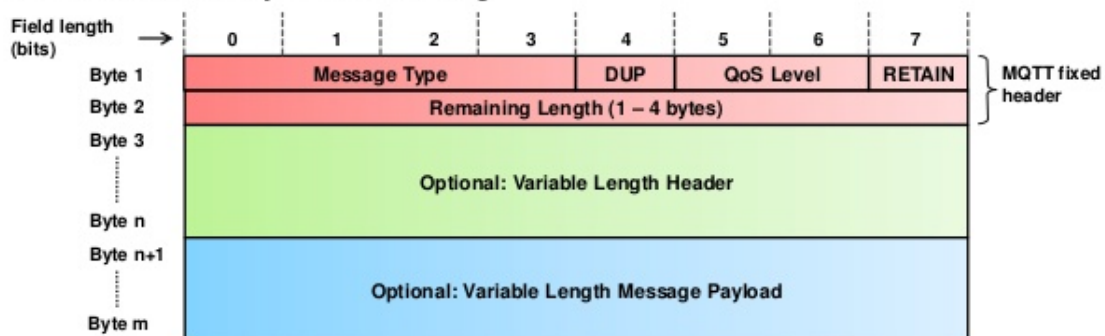 Field length
(bits)
0 1 2 3 4 5 6 7
Byte 1 Message Type DUP QoS Level RETAIN
MQTT fixed
header
Byte 2 Remaining Length (1 – 4 bytes)
Byte 3
Optional: Variable Length Header
Byte n
Byte n+1
Optional: Variable Length Message Payload
Byte m